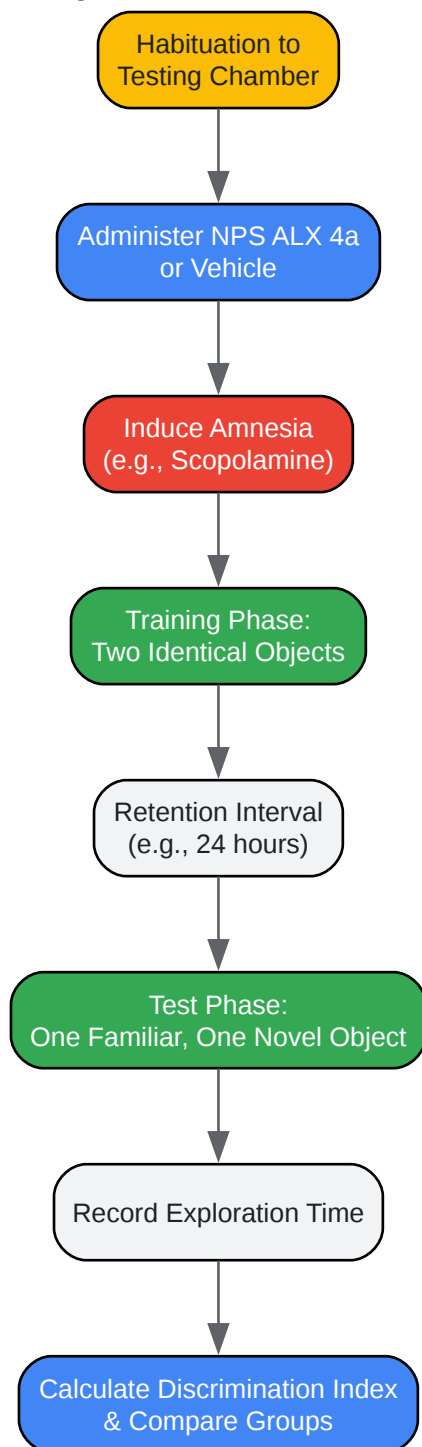 Habituation to
Testing Chamber
Administer NPS ALX 4a
or Vehicle
Induce Amnesia
(e.g., Scopolamine)
Training Phase:
Two Identical Objects
Retention Interval
(e.g., 24 hours)
Test Phase:
One Familiar, One Novel Object
Record Exploration Time
Calculate Discrimination Index
& Compare Groups